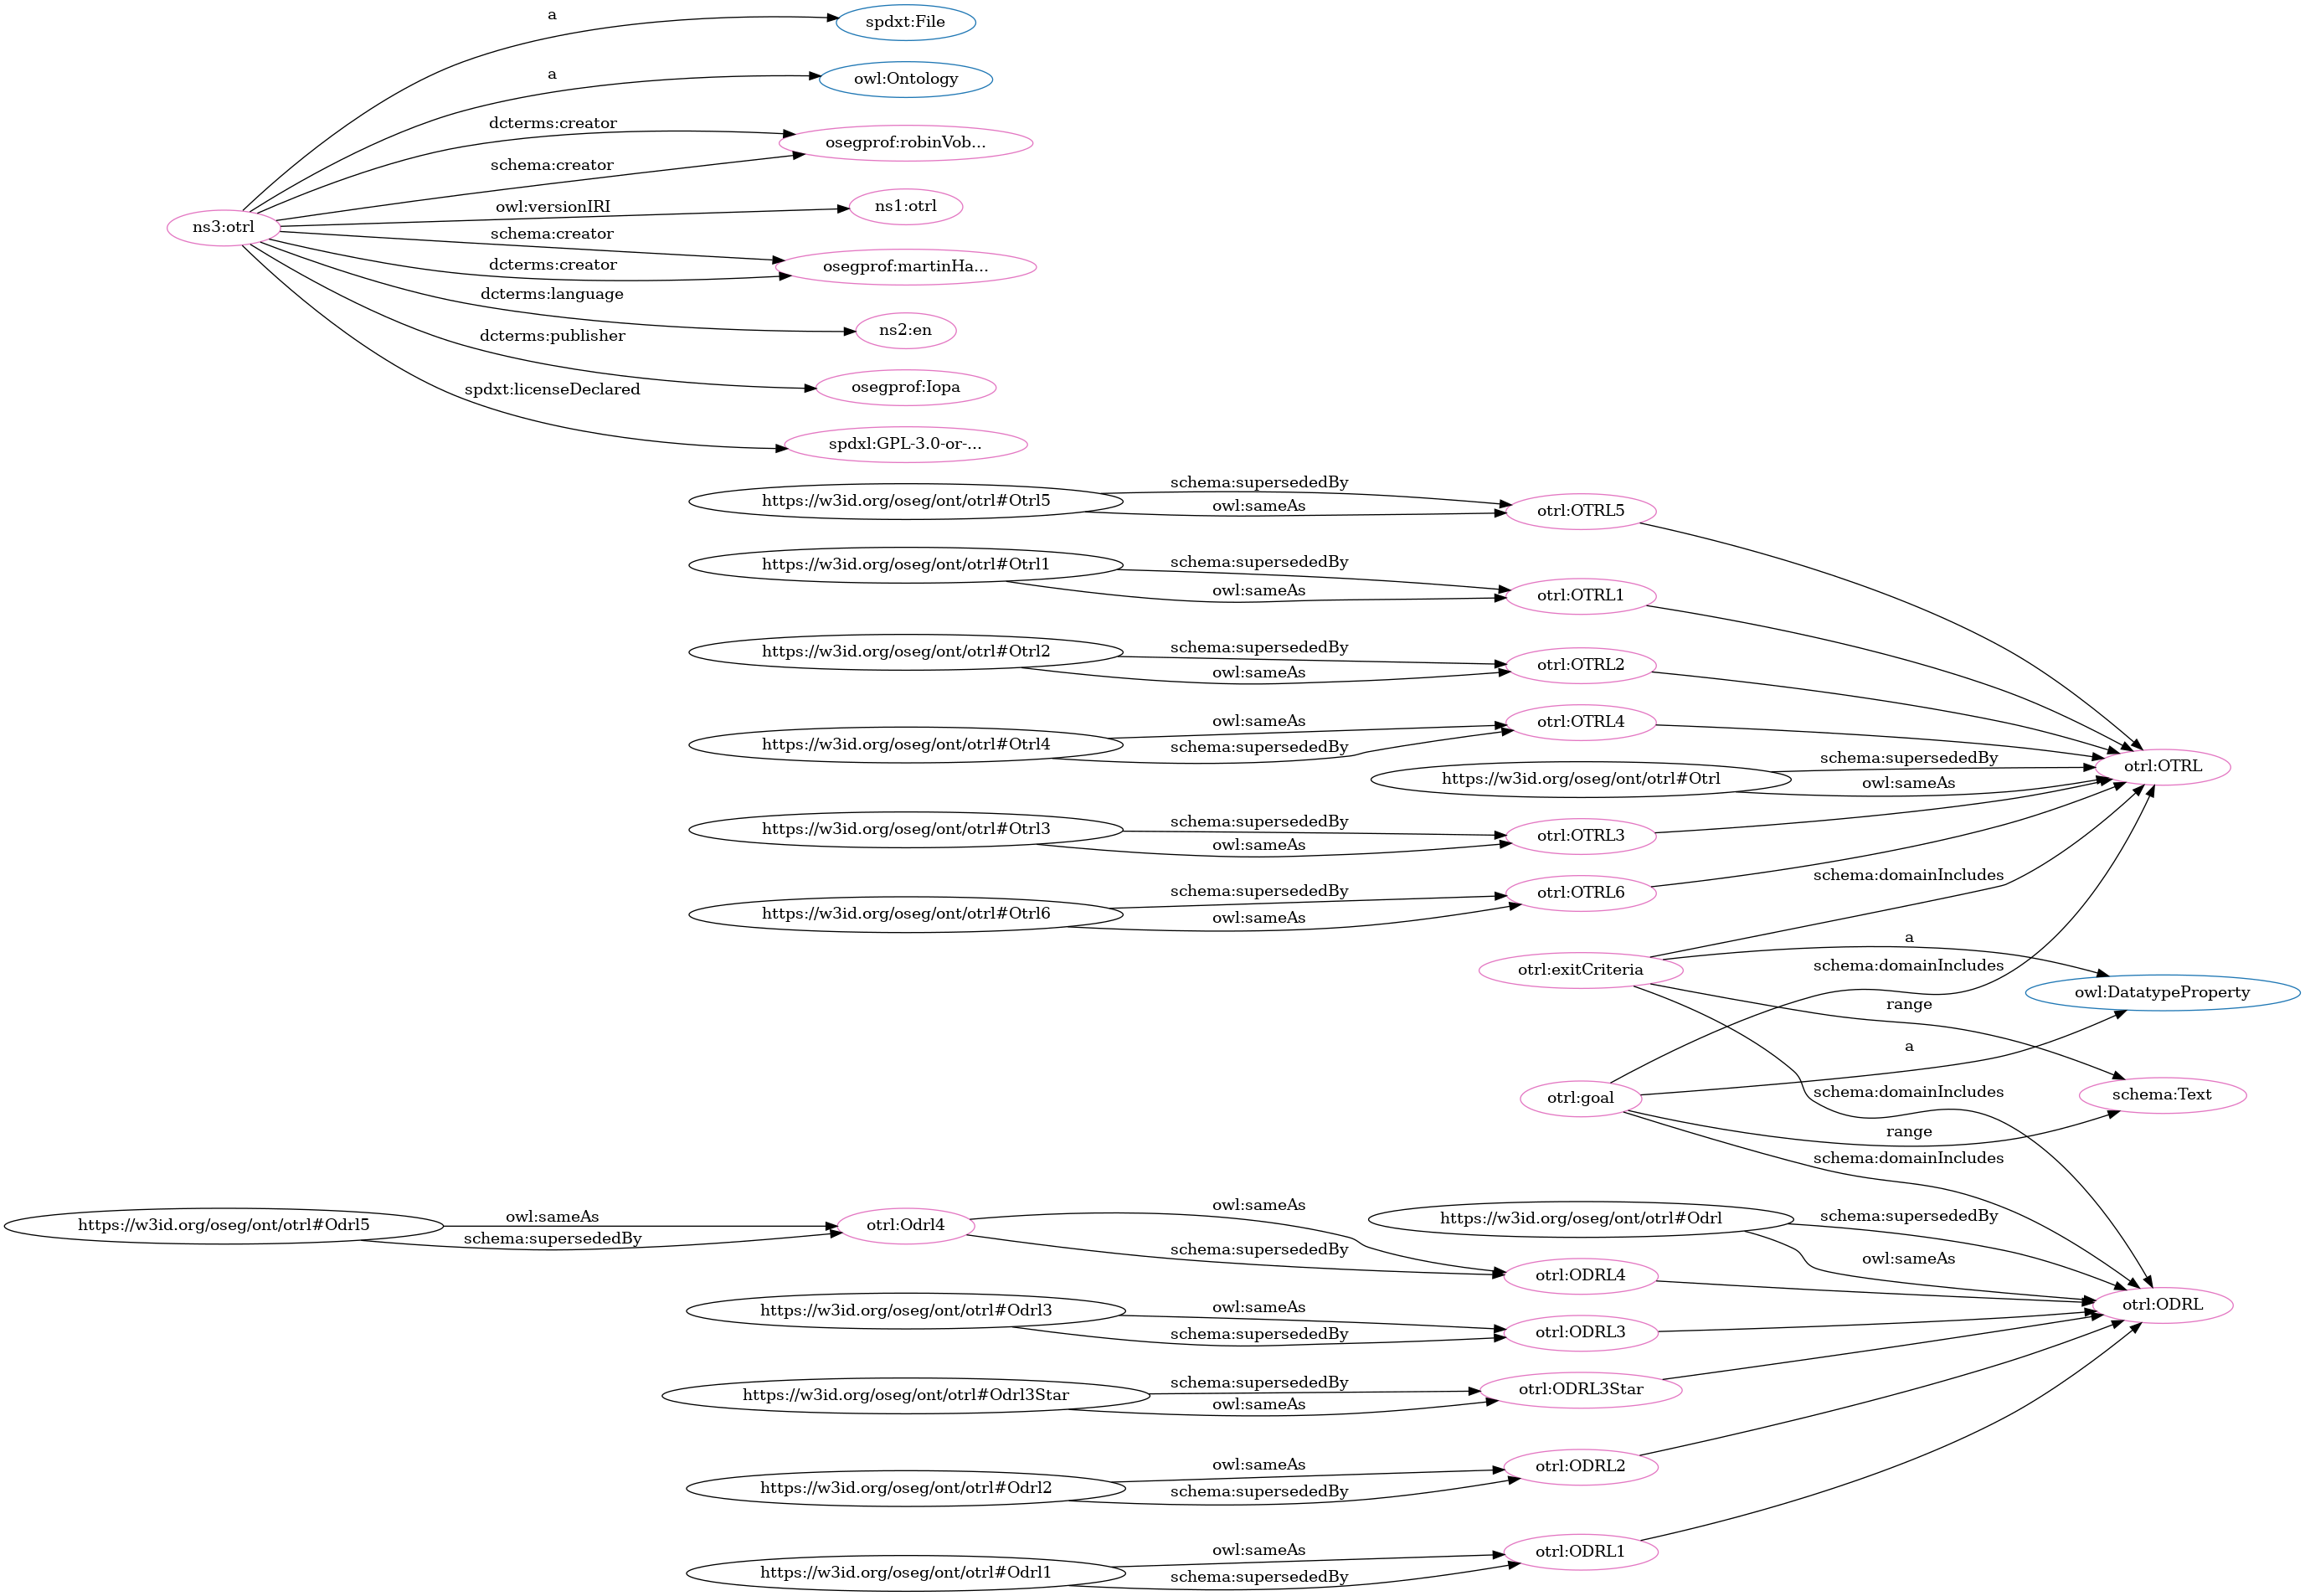 a
spdxt:File
a
owl:Ontology
dcterms:creator
osegprof:robinVob...
schema:creator
owl:versionIRI
ns1:otrl
ns3:otrl
schema:creator
osegprof:martinHa...
dcterms:creator
dcterms:language
ns2:en
dcterms:publisher
osegprof:Iopa
spdxt:licenseDeclared
spdxl:GPL-3.0-or-...
https://w3id.org/oseg/ont/otrl#Otrl5
schema:supersededBy
owl:sameAs
otrl:OTRL5
https://w3id.org/oseg/ont/otrl#Otrl1
schema:supersededBy
owl:sameAs
otrl:OTRL1
https://w3id.org/oseg/ont/otrl#Otrl2
schema:supersededBy
owl:sameAs
otrl:OTRL2
https://w3id.org/oseg/ont/otrl#Otrl4
owl:sameAs
schema:supersededBy
otrl:OTRL4
https://w3id.org/oseg/ont/otrl#Otrl
schema:supersededBy
owl:sameAs
otrl:OTRL
https://w3id.org/oseg/ont/otrl#Otrl3
schema:supersededBy
owl:sameAs
otrl:OTRL3
https://w3id.org/oseg/ont/otrl#Otrl6
schema:supersededBy
owl:sameAs
otrl:OTRL6
schema:domainIncludes
otrl:exitCriteria
a
schema:domainIncludes
owl:DatatypeProperty
range
a
otrl:goal
schema:domainIncludes
schema:Text
range
schema:domainIncludes
https://w3id.org/oseg/ont/otrl#Odrl5
owl:sameAs
schema:supersededBy
otrl:Odrl4
owl:sameAs
schema:supersededBy
https://w3id.org/oseg/ont/otrl#Odrl
schema:supersededBy
owl:sameAs
otrl:ODRL4
otrl:ODRL
https://w3id.org/oseg/ont/otrl#Odrl3
owl:sameAs
schema:supersededBy
otrl:ODRL3
https://w3id.org/oseg/ont/otrl#Odrl3Star
schema:supersededBy
owl:sameAs
otrl:ODRL3Star
https://w3id.org/oseg/ont/otrl#Odrl2
owl:sameAs
schema:supersededBy
otrl:ODRL2
https://w3id.org/oseg/ont/otrl#Odrl1
owl:sameAs
schema:supersededBy
otrl:ODRL1